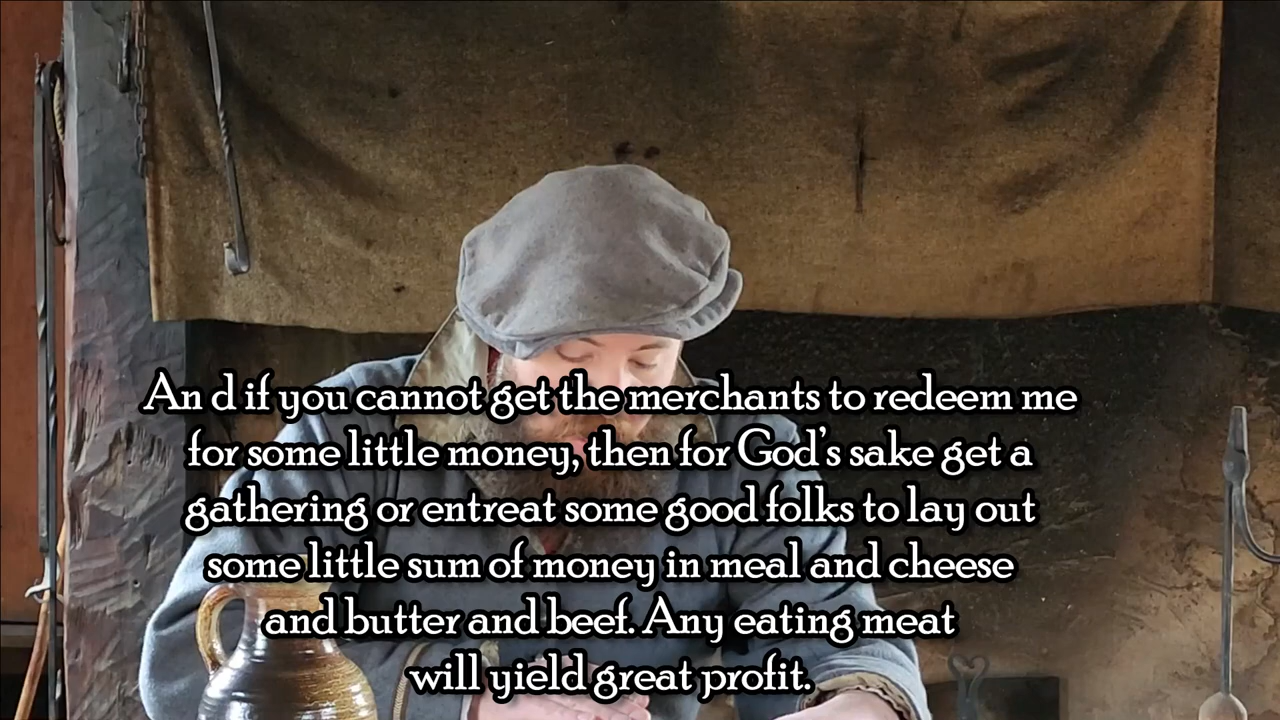 An d if you cannot get the merchants to redeem me
for some little money, then for God's sake get a
gathering or entreat some good folks to lay out
some little sum of money in meal and cheese
and butter and beef. Any eating meat
will yield great profit.